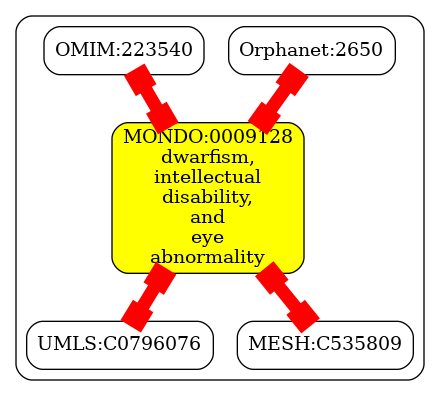 OMIM:223540
Orphanet:2650
MONDO:0009128
dwarfism,
intellectual
disability,
and
eye
abnormality
UMLS:C0796076
MESH:C535809